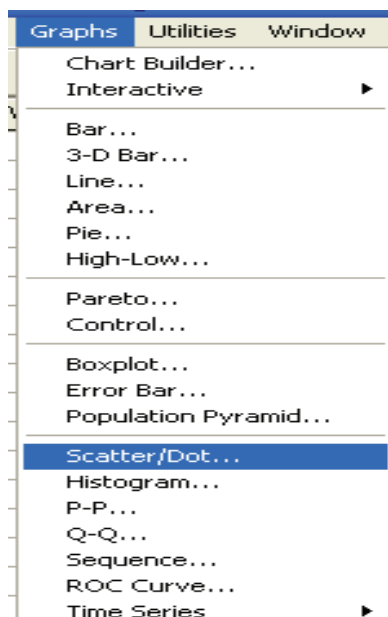 Graphs Utilities Window
Chart Builder...
Interactive
Bar...
3-D Bar...
Line...
Area...
Pie...
High-Low...
Pareto...
Control...
Boxplot...
Error Bar...
Population Pyramid...
Scatter/Dot...
Histogram...
P-P...
Q-Q...
Sequence...
ROC Curve...
Time Series